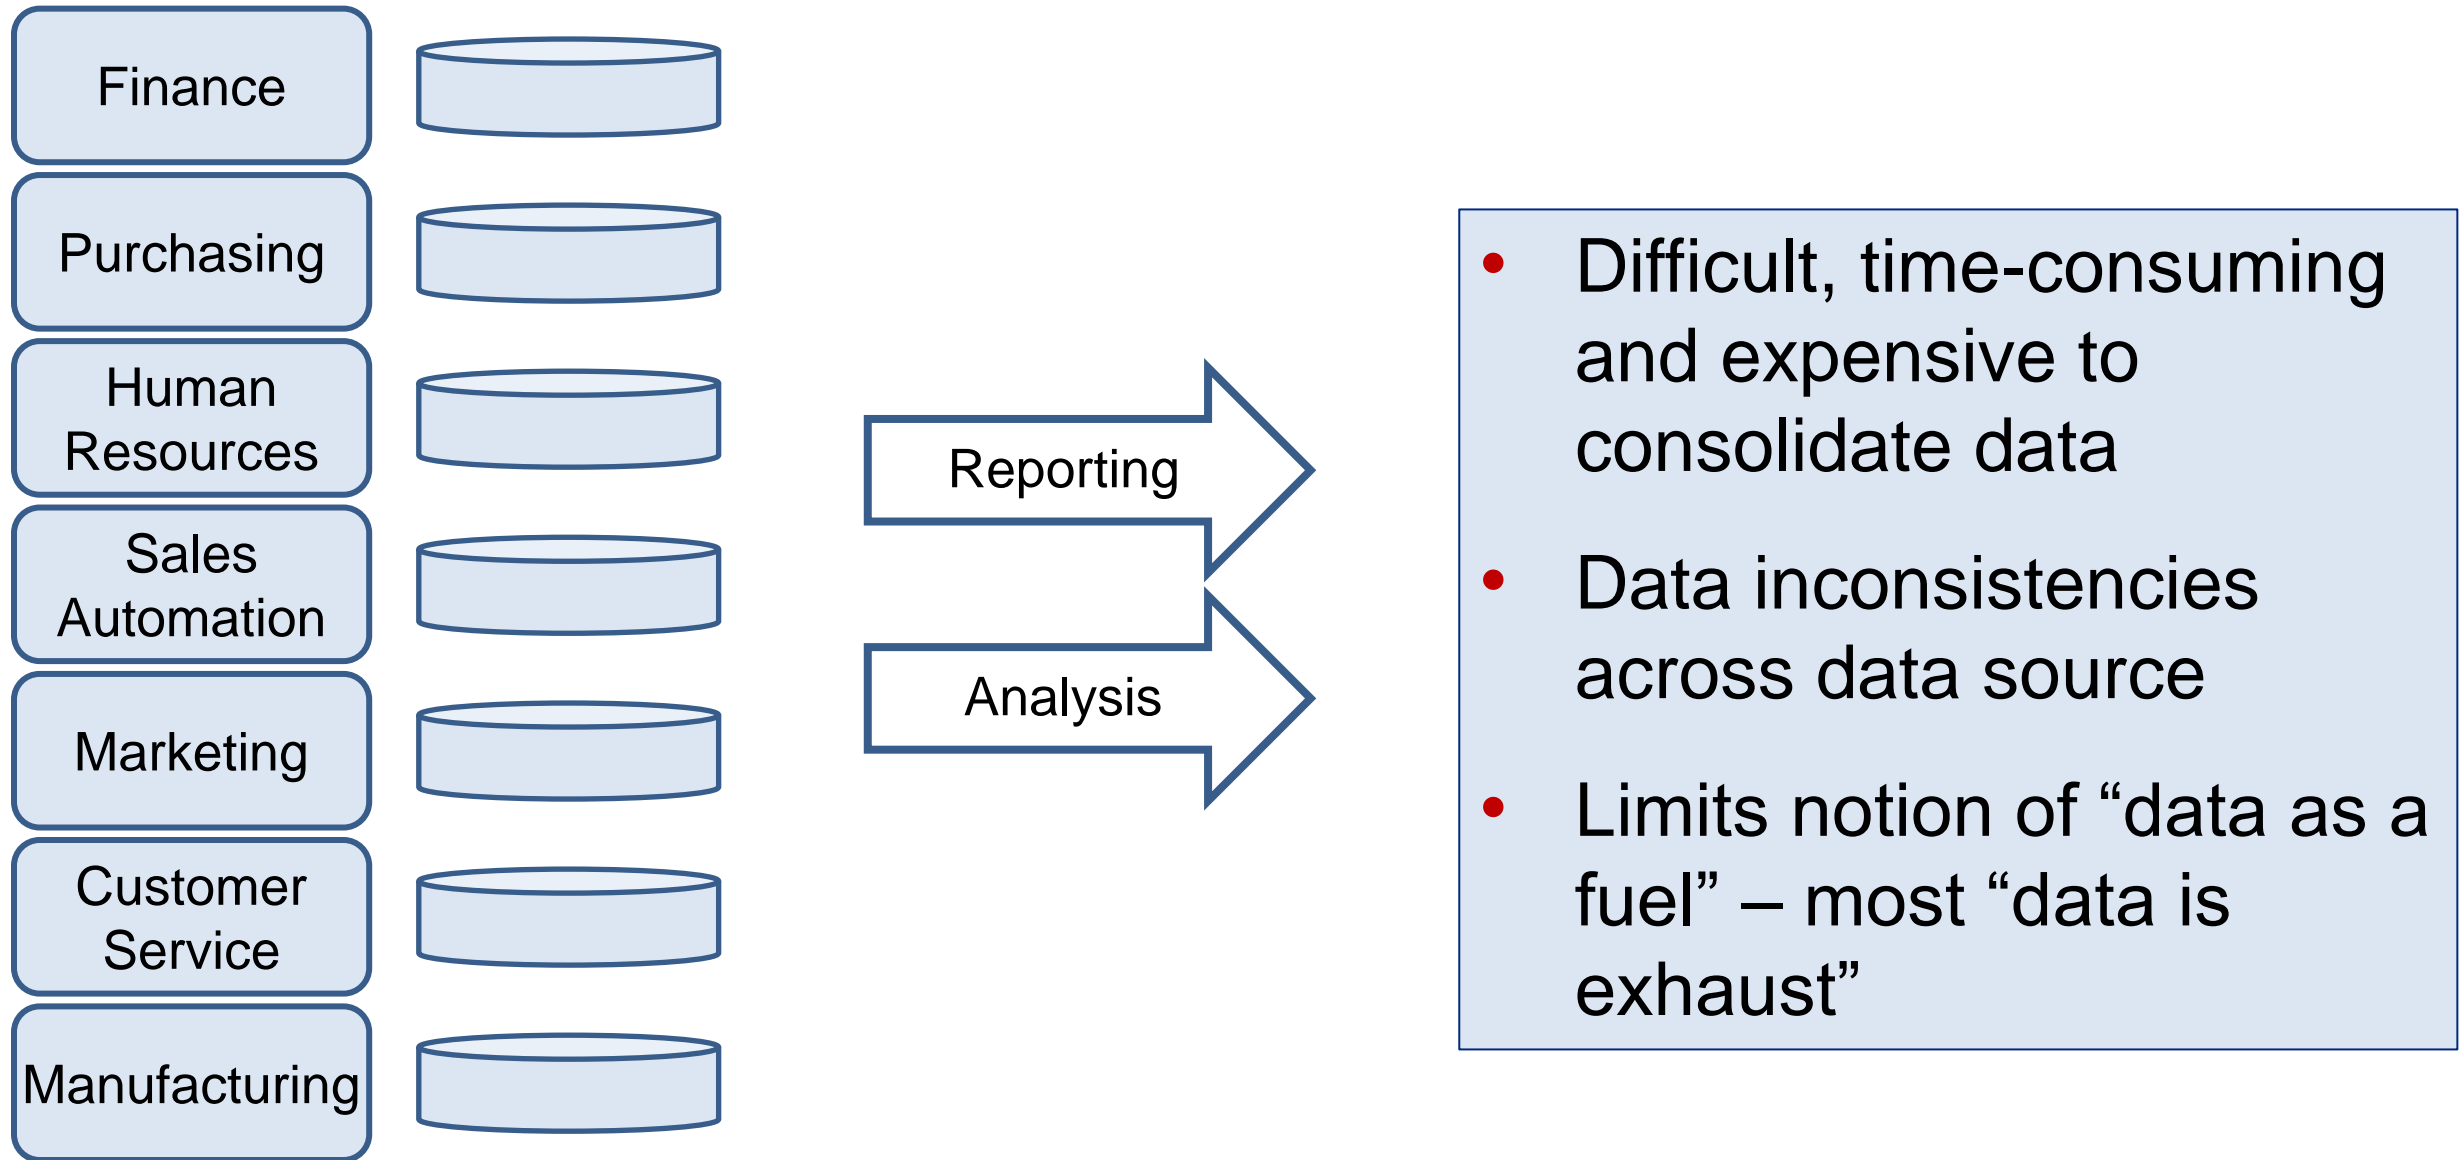 Finance
Purchasing
Human
Resources
Sales
Automation
Marketing
Customer
Service
Manufacturing
Reporting
Analysis
• Difficult, time-consuming
and expensive to
consolidate data
• Data inconsistencies
across data source
• Limits notion of “data as a
fuel” – most “data is
exhaust”